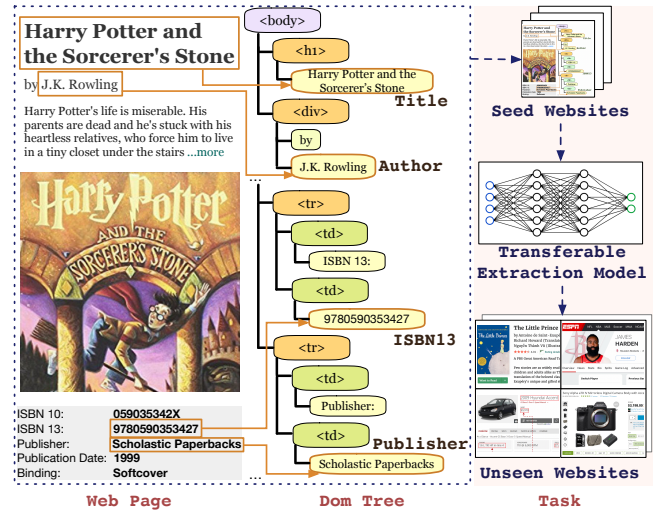 Harry Potter and
the Sorcerer's Stone
by J.K. Rowling
Harry Potter's life is miserable. His
parents are dead and he's stuck with his
heartless relatives, who force him to live
in a tiny closet under the stairs ...more
Harry Potter
AND THE
SORCERER'S STONE
ISBN 10: 059035342X
ISBN 13: 9780590353427
Publisher: Scholastic Paperbacks
Publication Date: 1999
Binding: Softcover
Web Page
<body>
<h1>
Harry Potter and the
Sorcerer's Stone
Title
<div>
by
J.K. Rowling
Author
...
<tr>
<td>
ISBN 13:
<td>
9780590353427
ISBN13
<tr>
<td>
Publisher:
<td>
Publisher
Scholastic Paperbacks
...
Dom Tree
Seed Websites
Transferable
Extraction Model
The Little Prince
ESPN
JAMES
HARDEN
Unseen Websites
Task